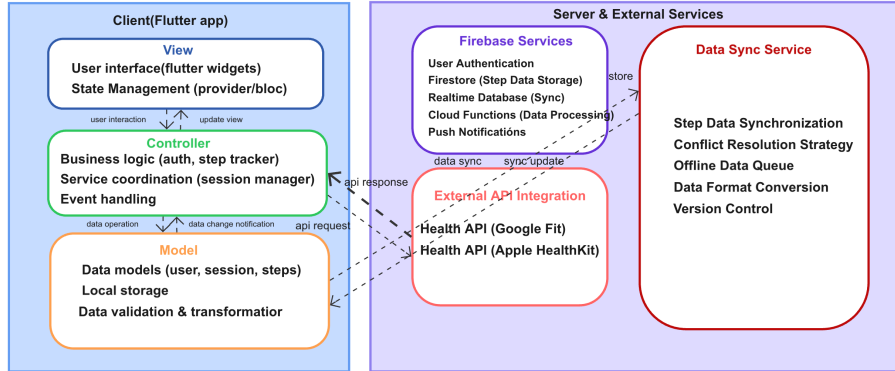 Client(Flutter app)
View
User interface(flutter widgets)
State Management (provider/bloc)
user interaction
update view
Controller
Business logic (auth, step tracker)
Service coordination (session manager)
Event handling
data operation
data change notification
Model
Data models (user, session, steps)
Local storage
Data validation & transformatior
api response
api request
Server & External Services
Firebase Services
User Authentication
Firestore (Step Data Storage)
Realtime Database (Sync)
Cloud Functions (Data Processing)
Push Notifications
data sync
sync update
store
External API Integration
Health API (Google Fit)
Health API (Apple HealthKit)
Data Sync Service
Step Data Synchronization
Conflict Resolution Strategy
Offline Data Queue
Data Format Conversion
Version Control